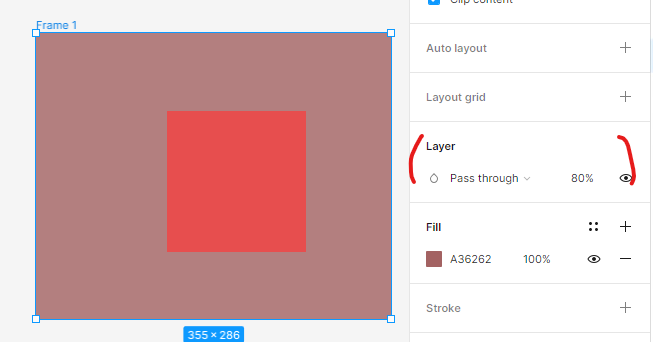 Frame 1
355 × 286
Clip content
Auto layout
Layout grid
Layer
Pass through 80%
Fill
A36262 100%
Stroke